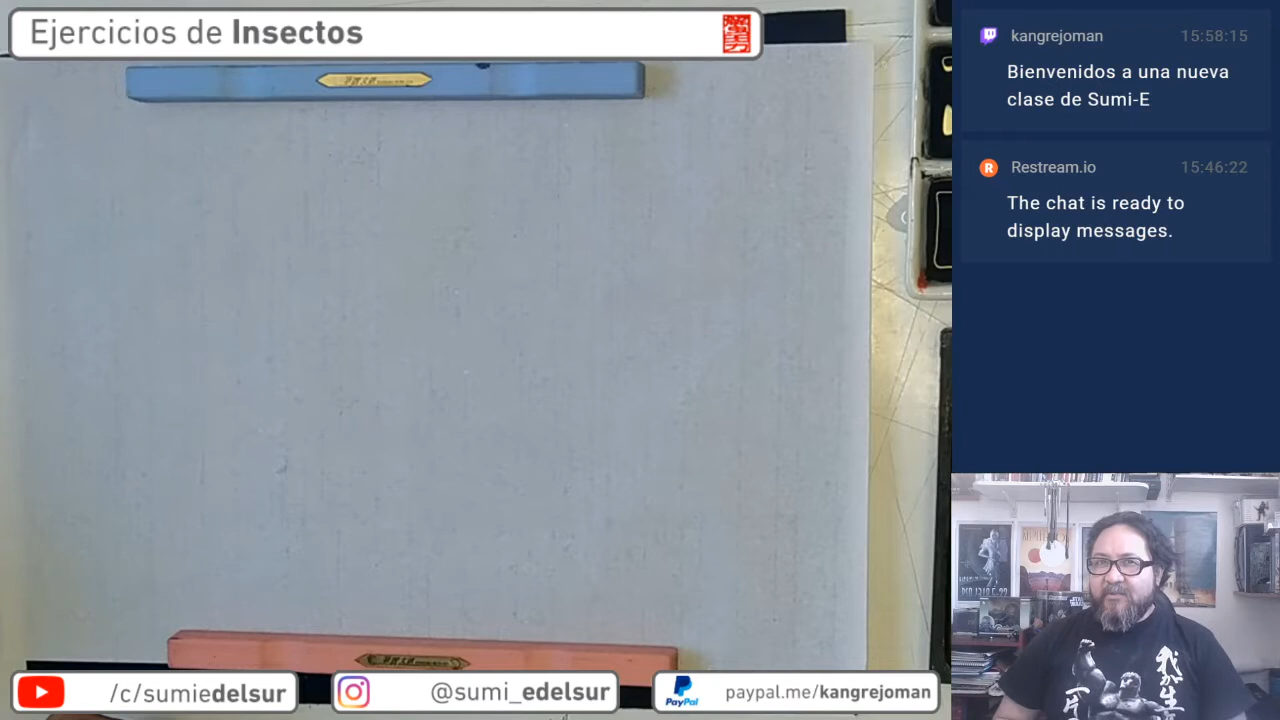 Ejercicios de Insectos
kangrejoman 15:58:15
Bienvenidos a una nueva
clase de Sumi-E
Restream.io 15:46:22
The chat is ready to
display messages.
/c/sumiedelsur
@sumi_edelsur
PayPal
paypal.me/kangrejoman